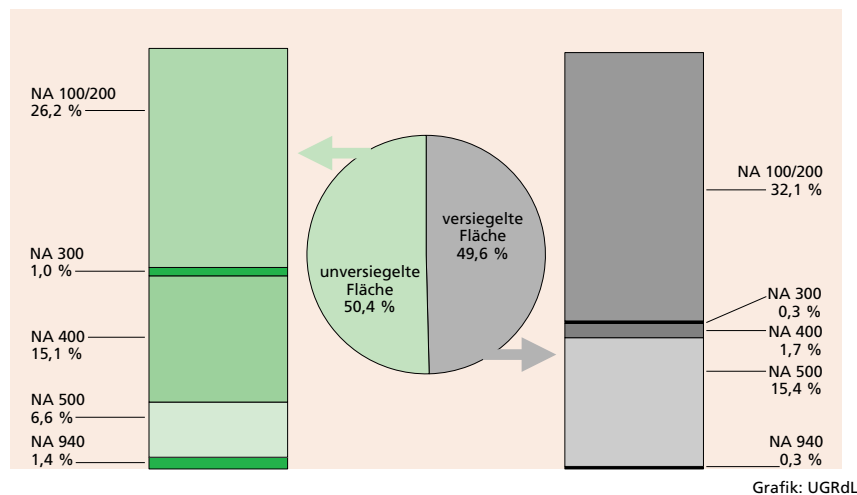 NA 100/200
26,2 %
NA 300
1,0 %
NA 400
15,1 %
NA 500
6,6 %
NA 940
1,4 %
unversiegelte
Fläche
50,4 %
versiegelte
Fläche
49,6 %
NA 100/200
32,1 %
NA 300
0,3 %
NA 400
1,7 %
NA 500
15,4 %
NA 940
0,3 %
Grafik: UGRdL